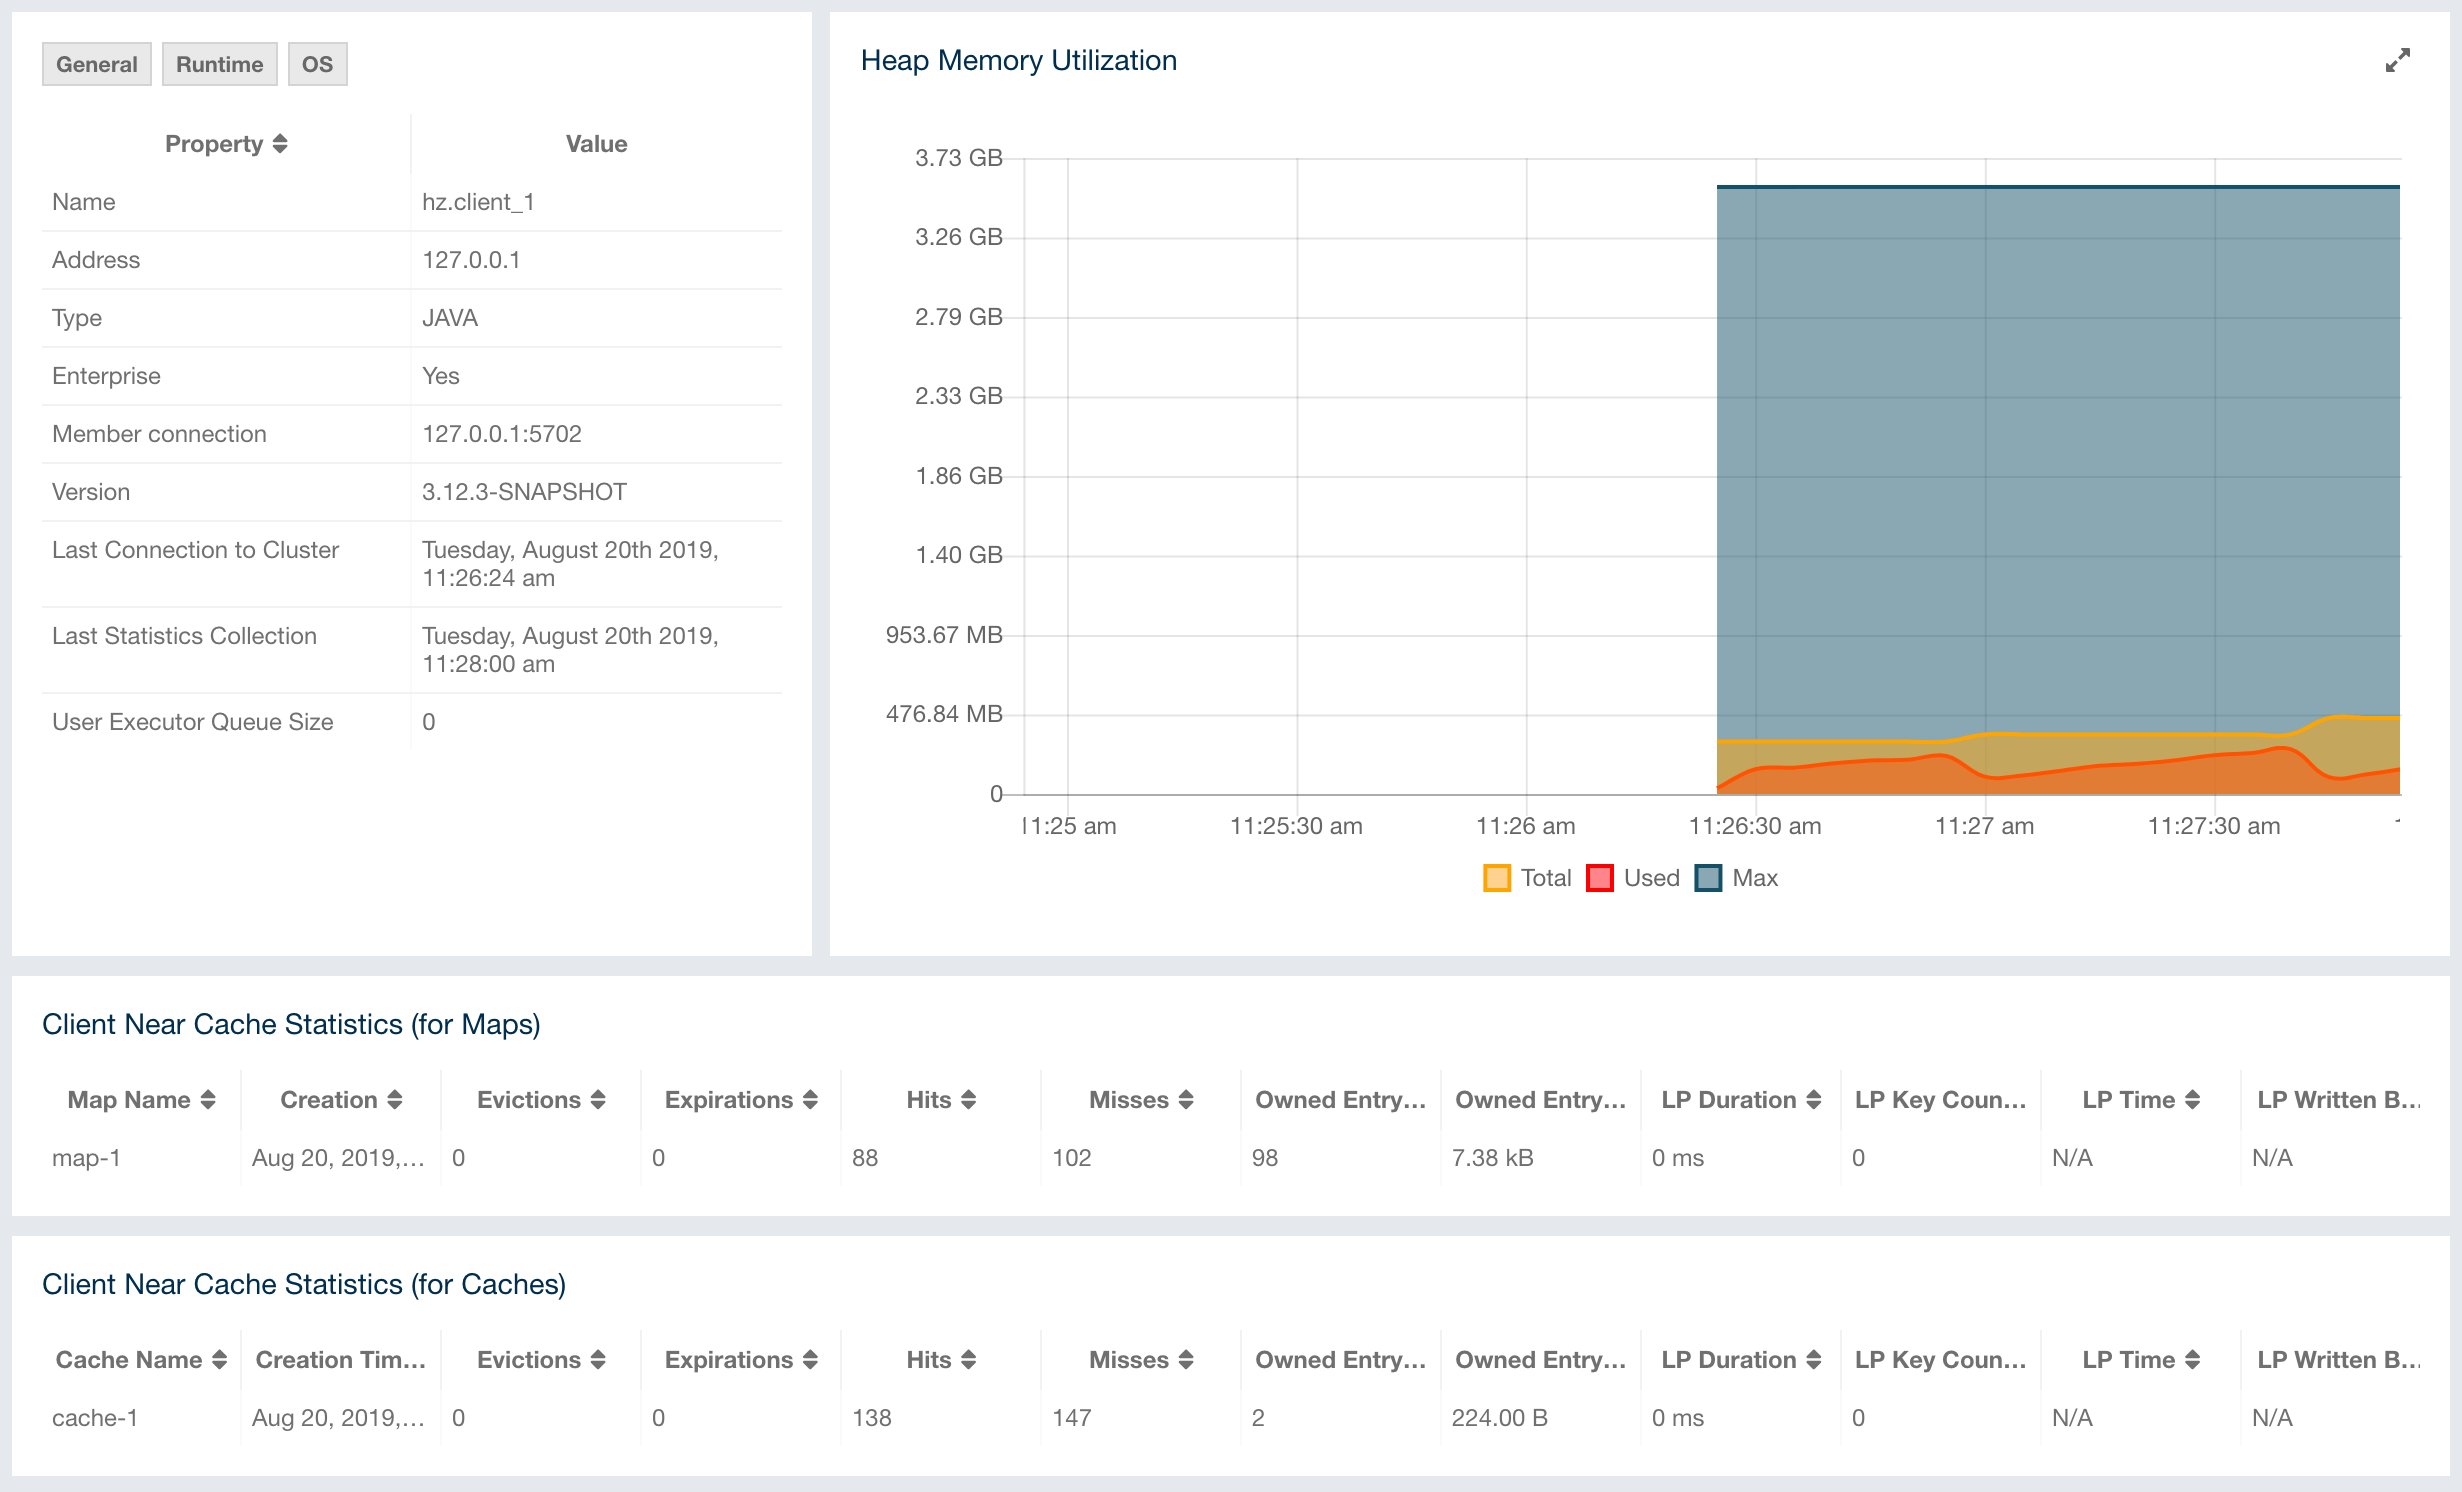 General Runtime OS
Property Value
Name hz.client_1
Address 127.0.0.1
Type JAVA
Enterprise Yes
Member connection 127.0.0.1:5702
Version 3.12.3-SNAPSHOT
Last Connection to Cluster Tuesday, August 20th 2019,
11:26:24 am
Last Statistics Collection Tuesday, August 20th 2019,
11:28:00 am
User Executor Queue Size 0
Heap Memory Utilization
3.73 GB
3.26 GB
2.79 GB
2.33 GB
1.86 GB
1.40 GB
953.67 MB
476.84 MB
0
11:25 am 11:25:30 am 11:26 am 11:26:30 am 11:27 am 11:27:30 am
Total Used Max
Client Near Cache Statistics (for Maps)
Map Name Creation Evictions Expirations Hits Misses Owned Entry... Owned Entry... LP Duration LP Key Coun... LP Time LP Written B...
map-1 Aug 20, 2019,... 0 0 88 102 98 7.38 kB 0 ms 0 N/A N/A
Client Near Cache Statistics (for Caches)
Cache Name Creation Tim... Evictions Expirations Hits Misses Owned Entry... Owned Entry... LP Duration LP Key Coun... LP Time LP Written B...
cache-1 Aug 20, 2019,... 0 0 138 147 2 224.00 B 0 ms 0 N/A N/A